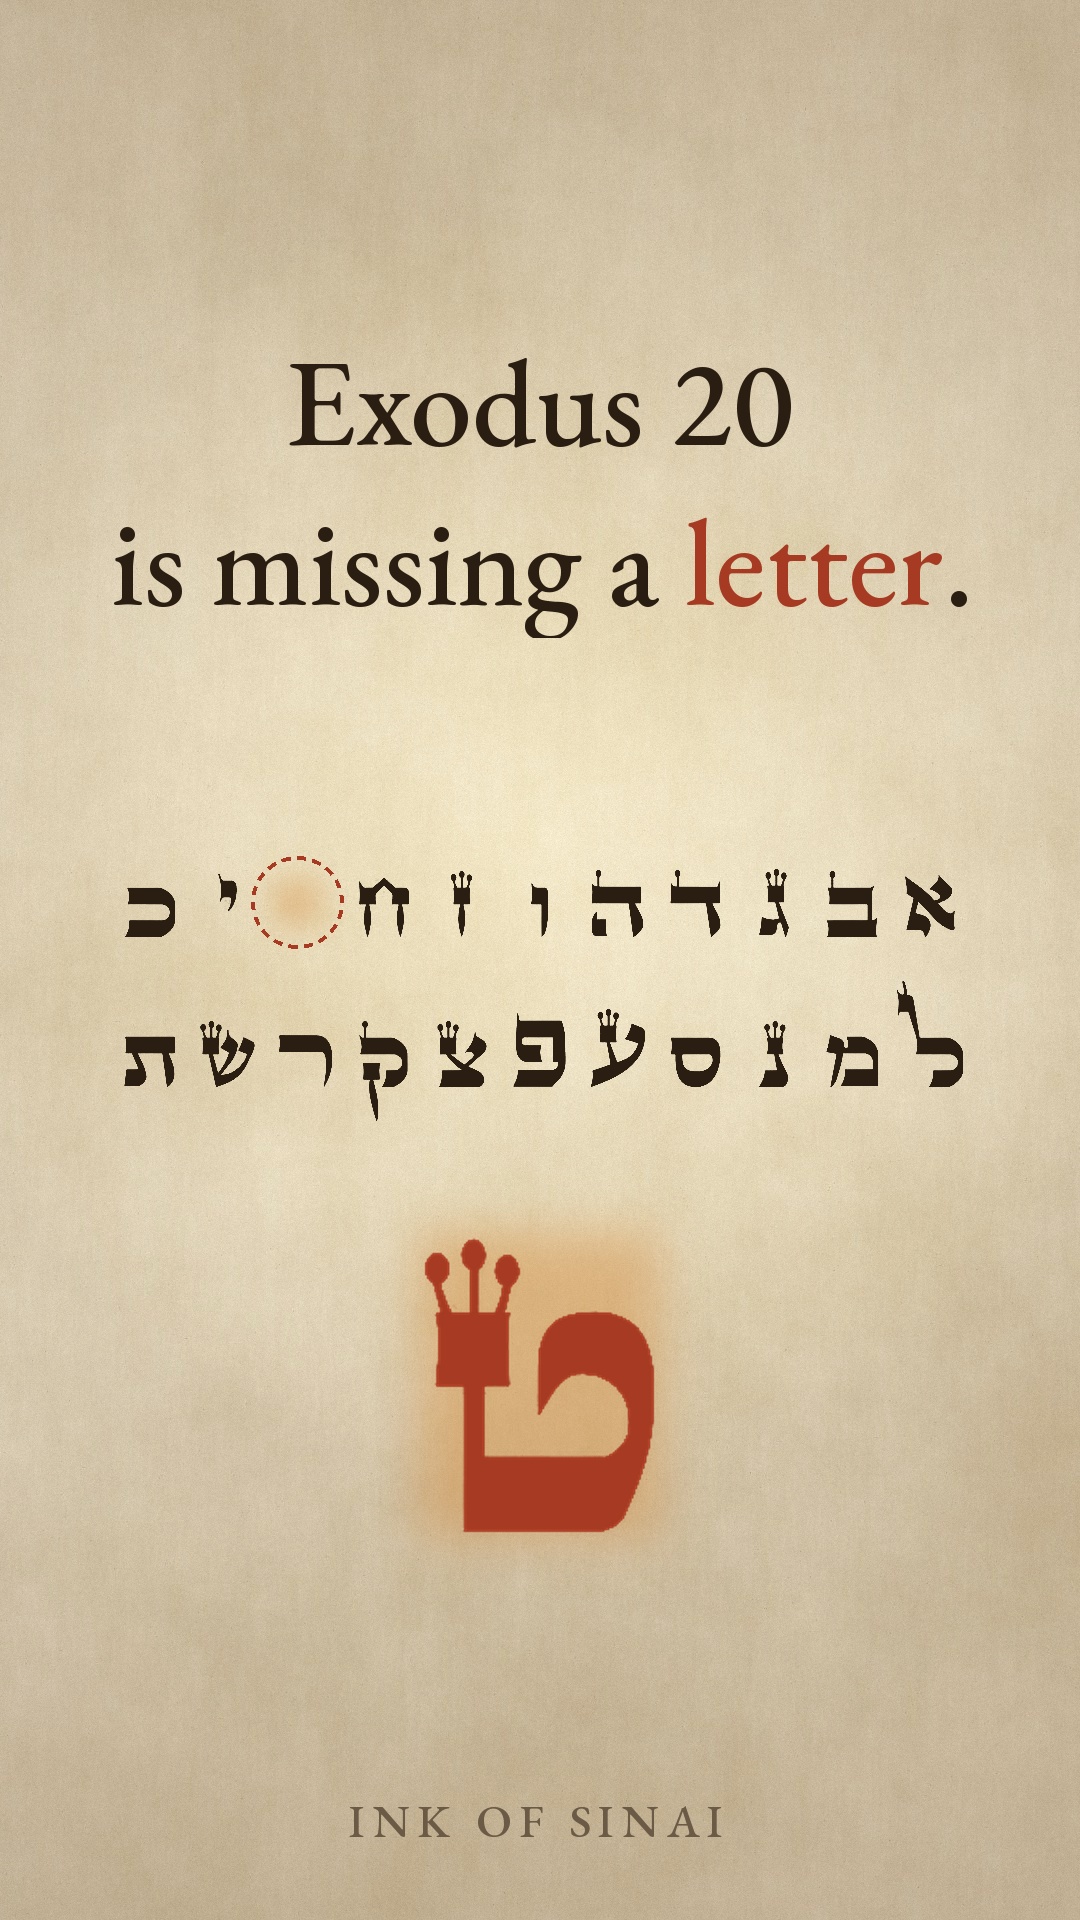 Exodus 20
is missing a letter.
א ב ג ד ה ו ז ח י כ
ל מ נ ס ע פ צ ק ר ש ת
ט
INK OF SINAI